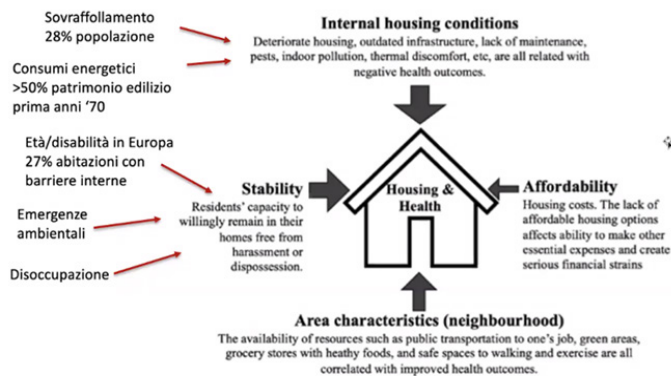 Sovraffollamento
28% popolazione
Consumi energetici
>50% patrimonio edilizio
prima anni ‘70
Età/disabilità in Europa
27% abitazioni con
barriere interne
Emergenze
ambientali
Disoccupazione
Internal housing conditions
Deteriorate housing, outdated infrastructure, lack of maintenance,
pests, indoor pollution, thermal discomfort, etc, are all related with
negative health outcomes.
Stability
Residents' capacity to
willingly remain in their
homes free from
harassment or
dispossession.
Housing &
Health
Affordability
Housing costs. The lack of
affordable housing options
affects ability to make other
essential expenses and create
serious financial strains
Area characteristics (neighbourhood)
The availability of resources such as public transportation to one's job, green areas,
grocery stores with heathy foods, and safe spaces to walking and exercise are all
correlated with improved health outcomes.